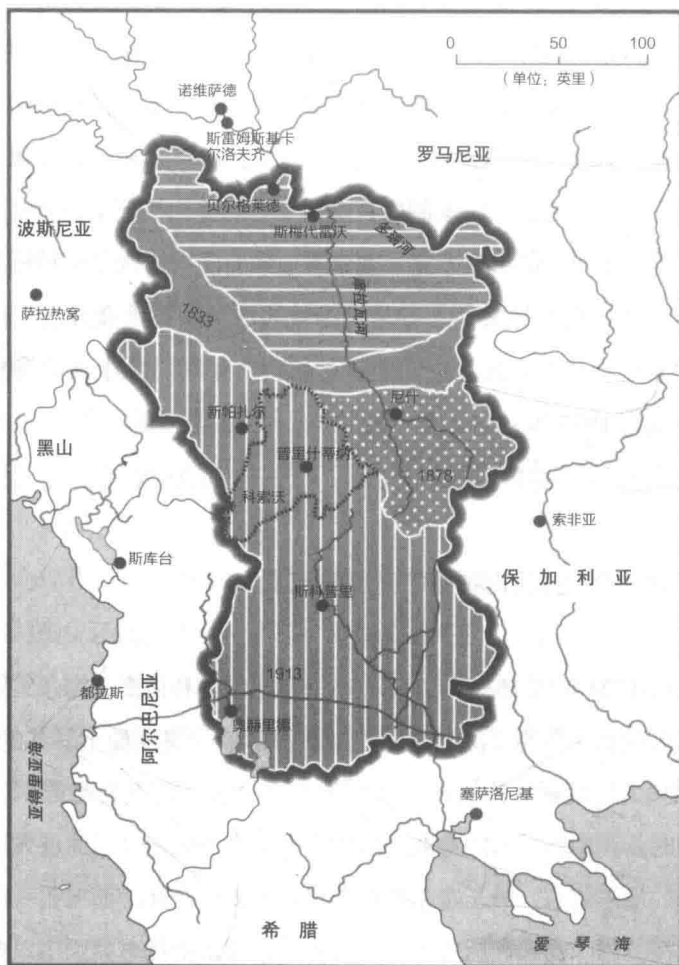 0 50 100
（单位：英里）
诺维萨德
斯雷姆斯基卡
尔洛夫齐
罗马尼亚
贝尔格莱德
斯梅代雷沃
多瑙河
波斯尼亚
萨拉热窝
摩拉瓦河
1833
新帕扎尔
尼什
黑山
普里什蒂纳
1878
科索沃
索非亚
斯库台
保加利亚
斯科普里
1913
都拉斯
阿尔巴尼亚
奥赫里德
亚得里亚海
塞萨洛尼基
希腊
爱琴海